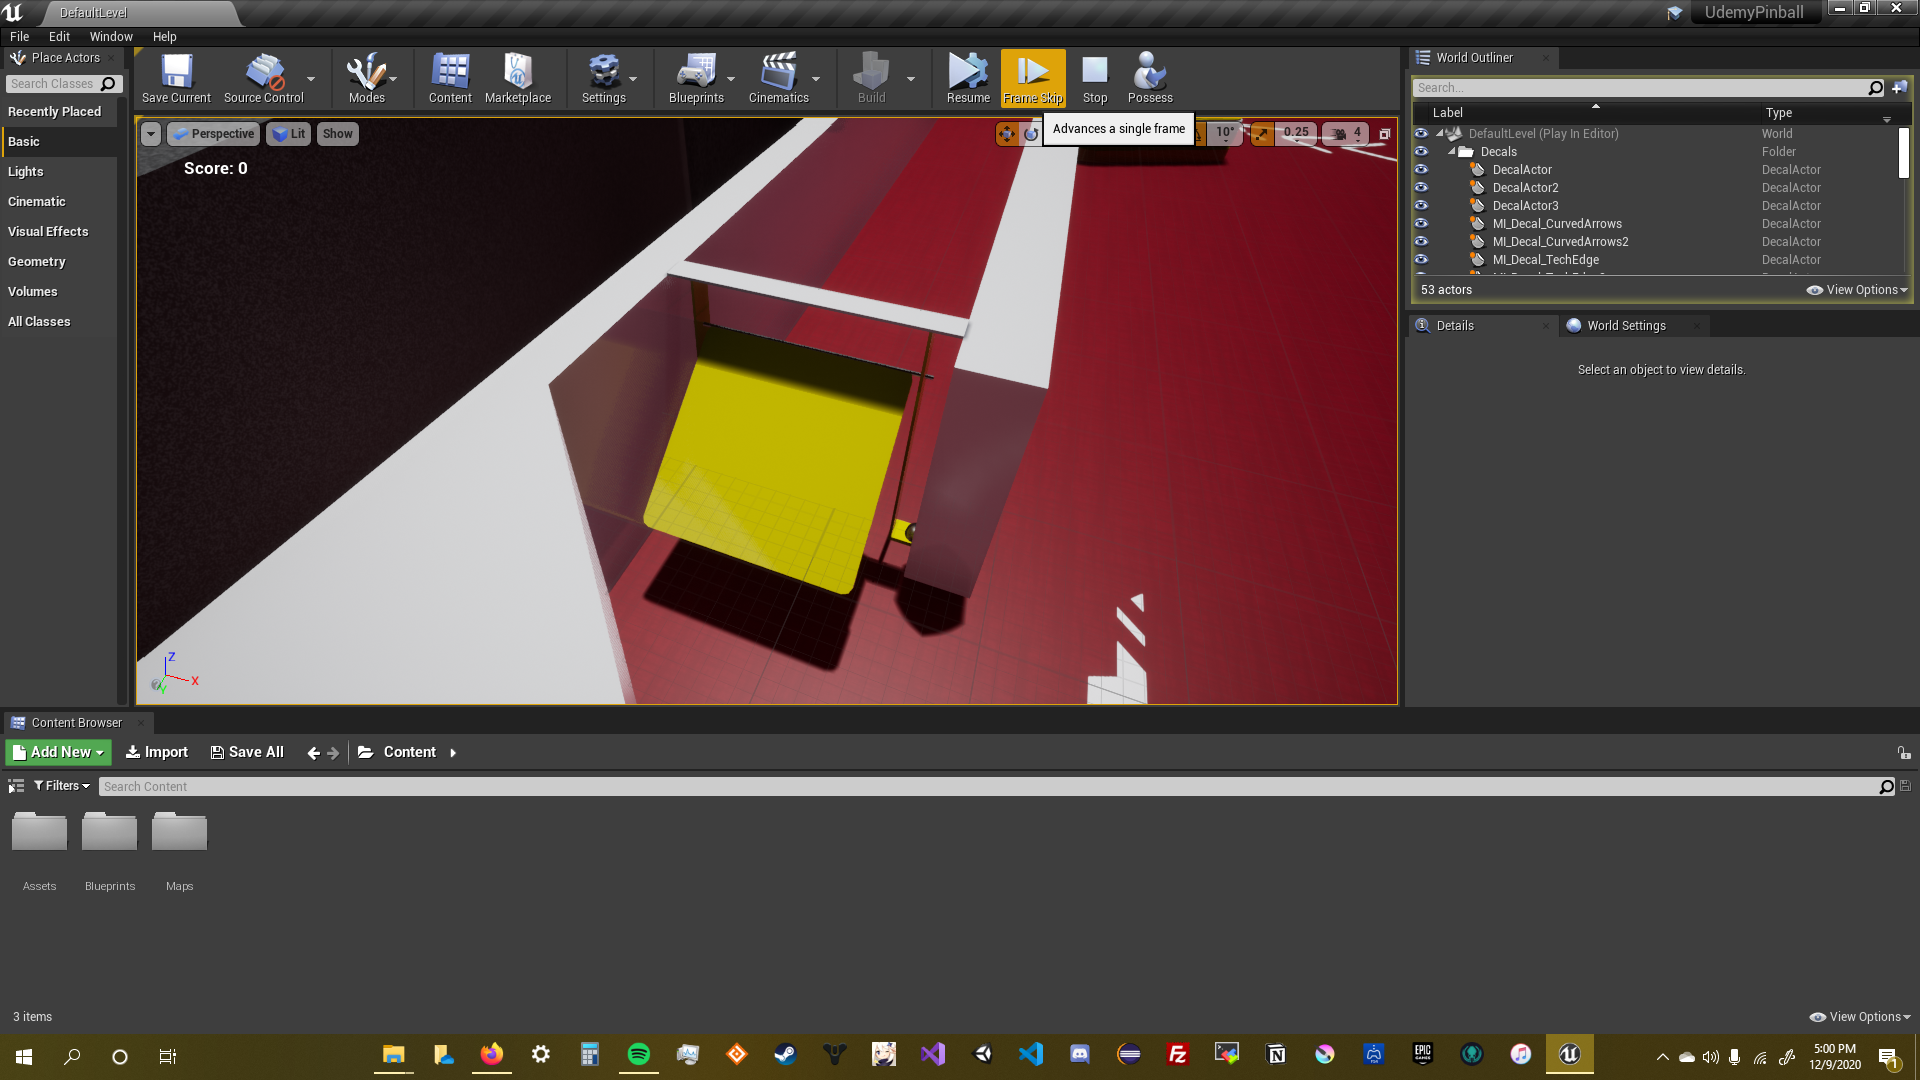 DefaultLevel
UdemyPinball
File Edit Window Help
Place Actors
Search Classes
Recently Placed
Basic
Lights
Cinematic
Visual Effects
Geometry
Volumes
All Classes
Save Current Source Control Modes Content Marketplace Settings Blueprints Cinematics Build Resume Frame Skip Stop Possess
Advances a single frame
Perspective Lit Show
10° 0.25 4
Score: 0
Z
X
Y
World Outliner
Search...
Label Type
DefaultLevel (Play In Editor) World
Decals Folder
DecalActor DecalActor
DecalActor2 DecalActor
DecalActor3 DecalActor
MI_Decal_CurvedArrows DecalActor
MI_Decal_CurvedArrows2 DecalActor
MI_Decal_TechEdge DecalActor
53 actors View Options
Details World Settings
Select an object to view details.
Content Browser
Add New Import Save All Content
Filters Search Content
Assets Blueprints Maps
3 items View Options
5:00 PM
12/9/2020
1